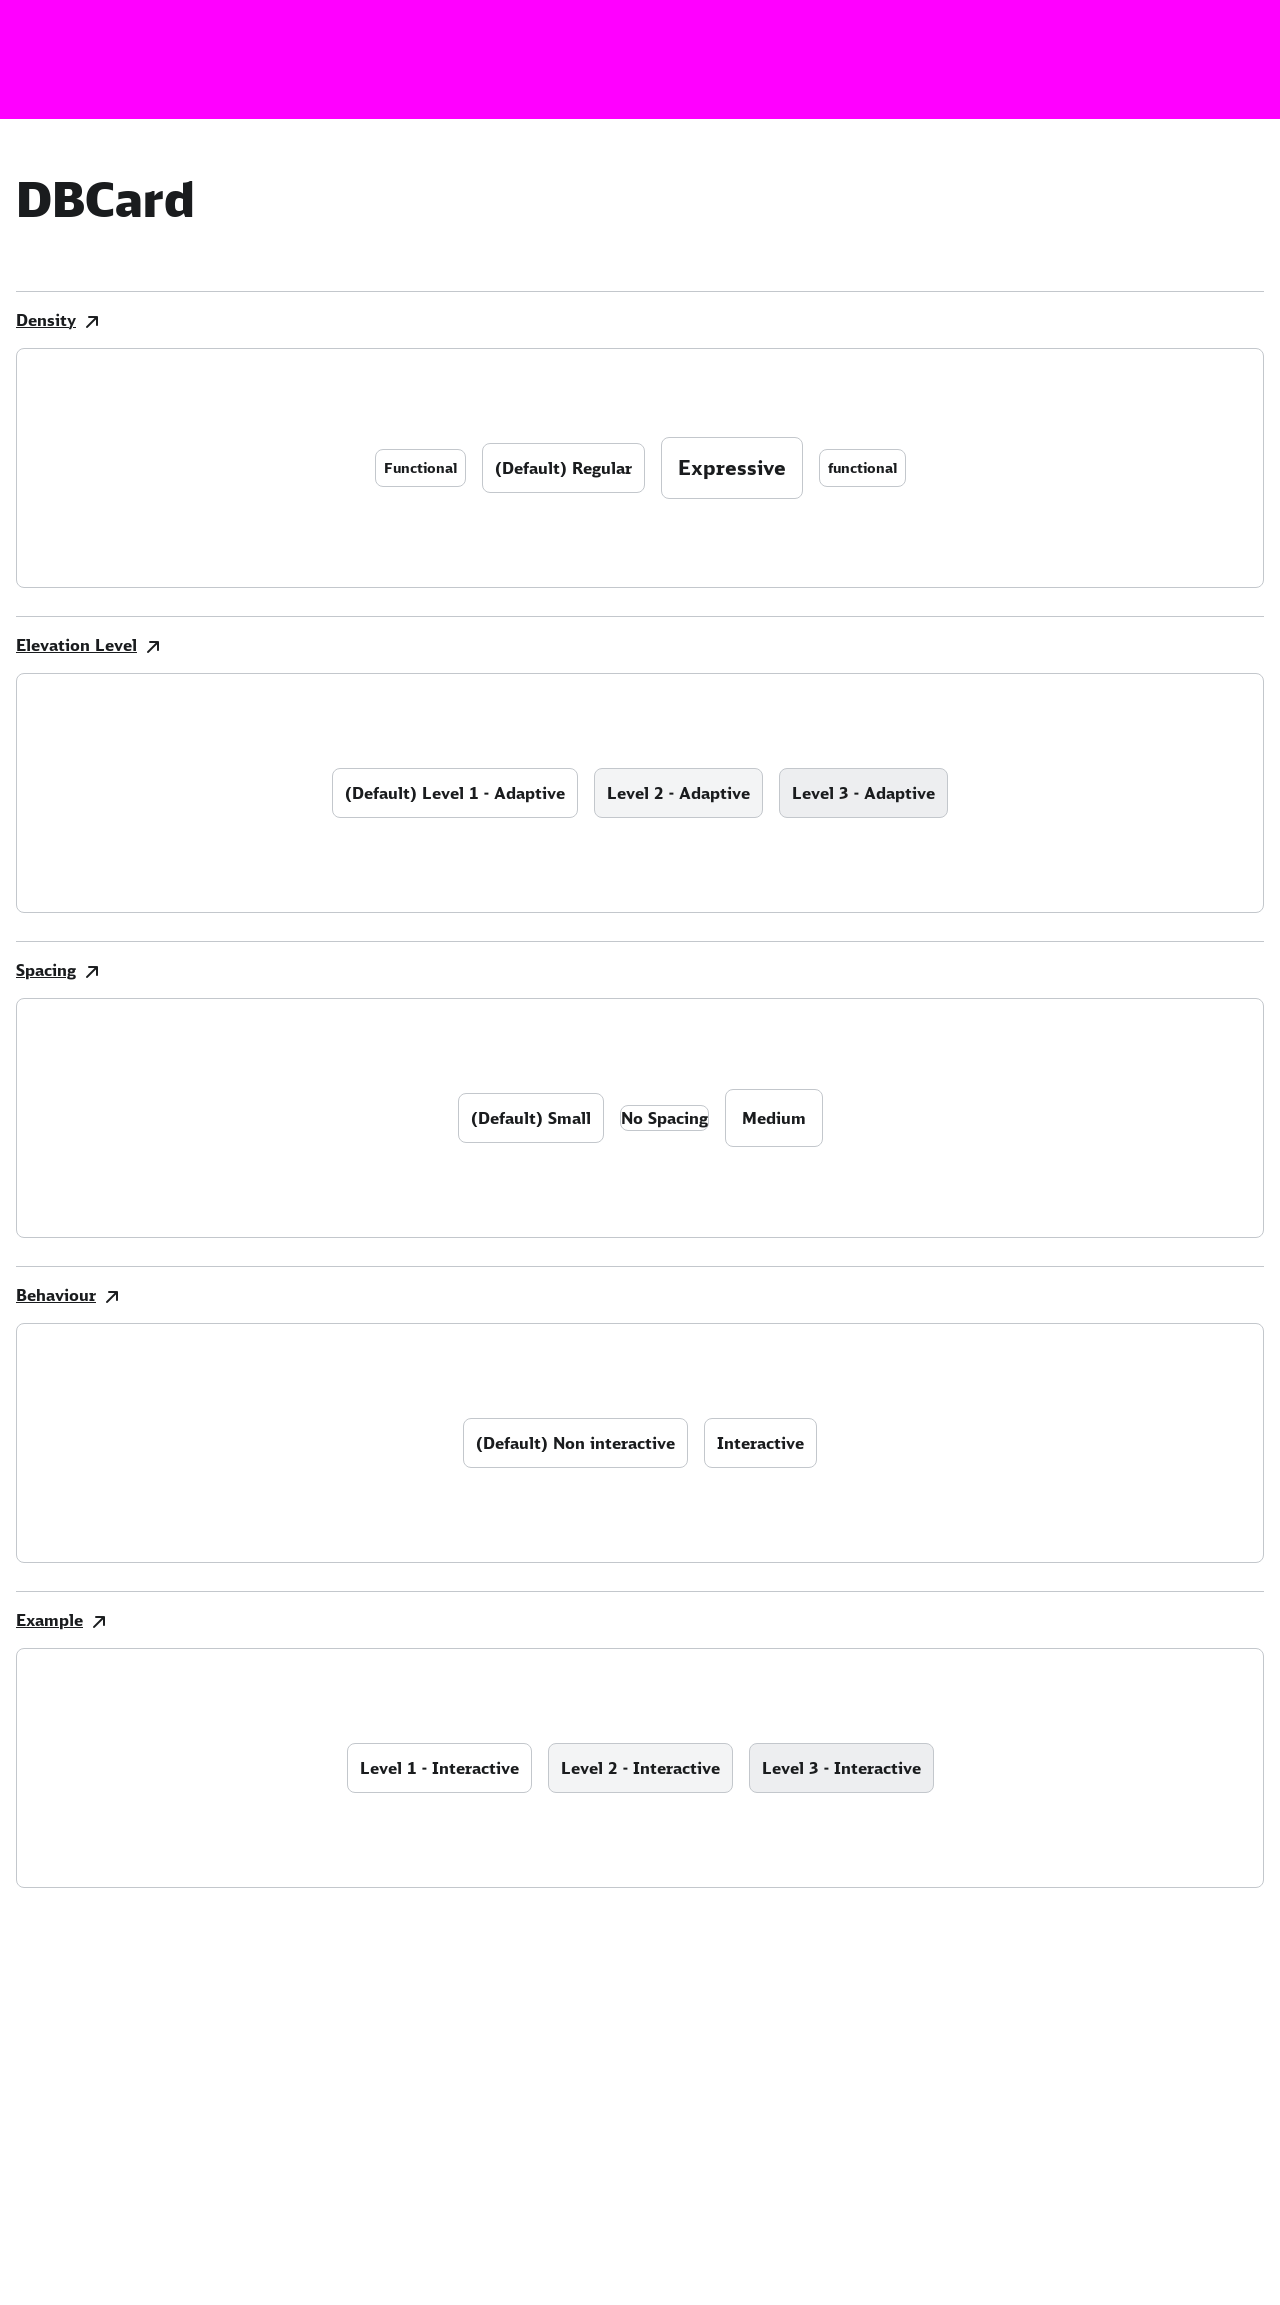 DBCard
Density
Functional
(Default) Regular
Expressive
functional
Elevation Level
(Default) Level 1 - Adaptive
Level 2 - Adaptive
Level 3 - Adaptive
Spacing
(Default) Small
No Spacing
Medium
Behaviour
(Default) Non interactive
Interactive
Example
Level 1 - Interactive
Level 2 - Interactive
Level 3 - Interactive